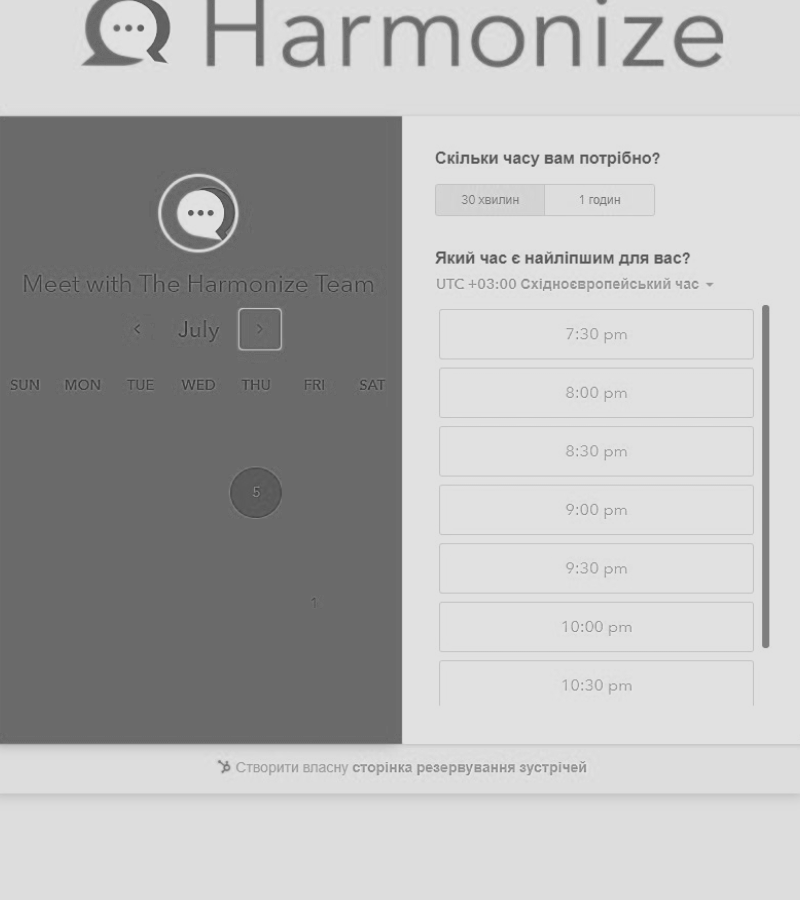 Harmonize
Meet with The Harmonize Team
July
SUN MON TUE WED THU FRI SAT
5
1
Скільки часу вам потрібно?
30 хвилин 1 годин
Який час є найліпшим для вас?
UTC +03:00 Східноєвропейський час
7:30 pm
8:00 pm
8:30 pm
9:00 pm
9:30 pm
10:00 pm
10:30 pm
Створити власну сторінка резервування зустрічей